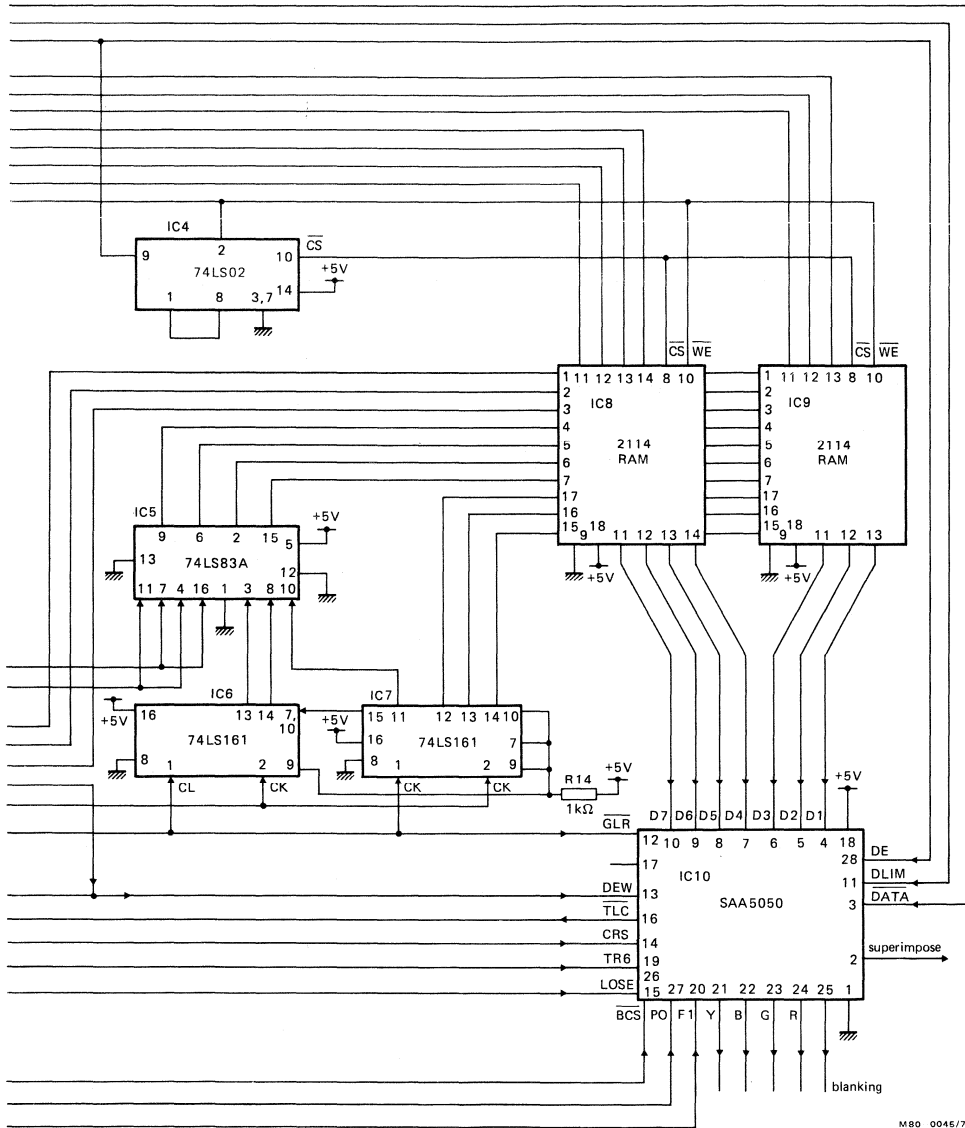 IC4
CS
9 2 10
74LS02
+5V
14
1 8 3,7
CS WE
CS WE
1 11 12 13 14 8 10
1 11 12 13 8 10
2
IC8
2
IC9
3
3
4
4
5
2114
5
2114
6
RAM
6
RAM
7
7
17
17
16
16
15 9 18 11 12 13 14
15 9 18 11 12 13
+5V
+5V
IC5
9 6 2 15
+5V
5
13
74LS83A
12
11 7 4 16 1 3 8 10
IC6
IC7
+5V
16 13 14 7, 10
15 11 12 13 14 10
74LS161
+5V
16
74LS161
7
8 1 2 9
8 1 2 9
CL CK
CK CK
R14
+5V
1kΩ
+5V
D7 D6 D5 D4 D3 D2 D1
GLR
12 10 9 8 7 6 5 4 18
28 DE
17
IC10
11 DLIM
DEW
13
SAA5050
3 DATA
TLC
16
CRS
14
2 superimpose
TR6
19
26
LOSE
15 27 20 21 22 23 24 25 1
BCS PO F1 Y B G R
blanking
M80 0045/7